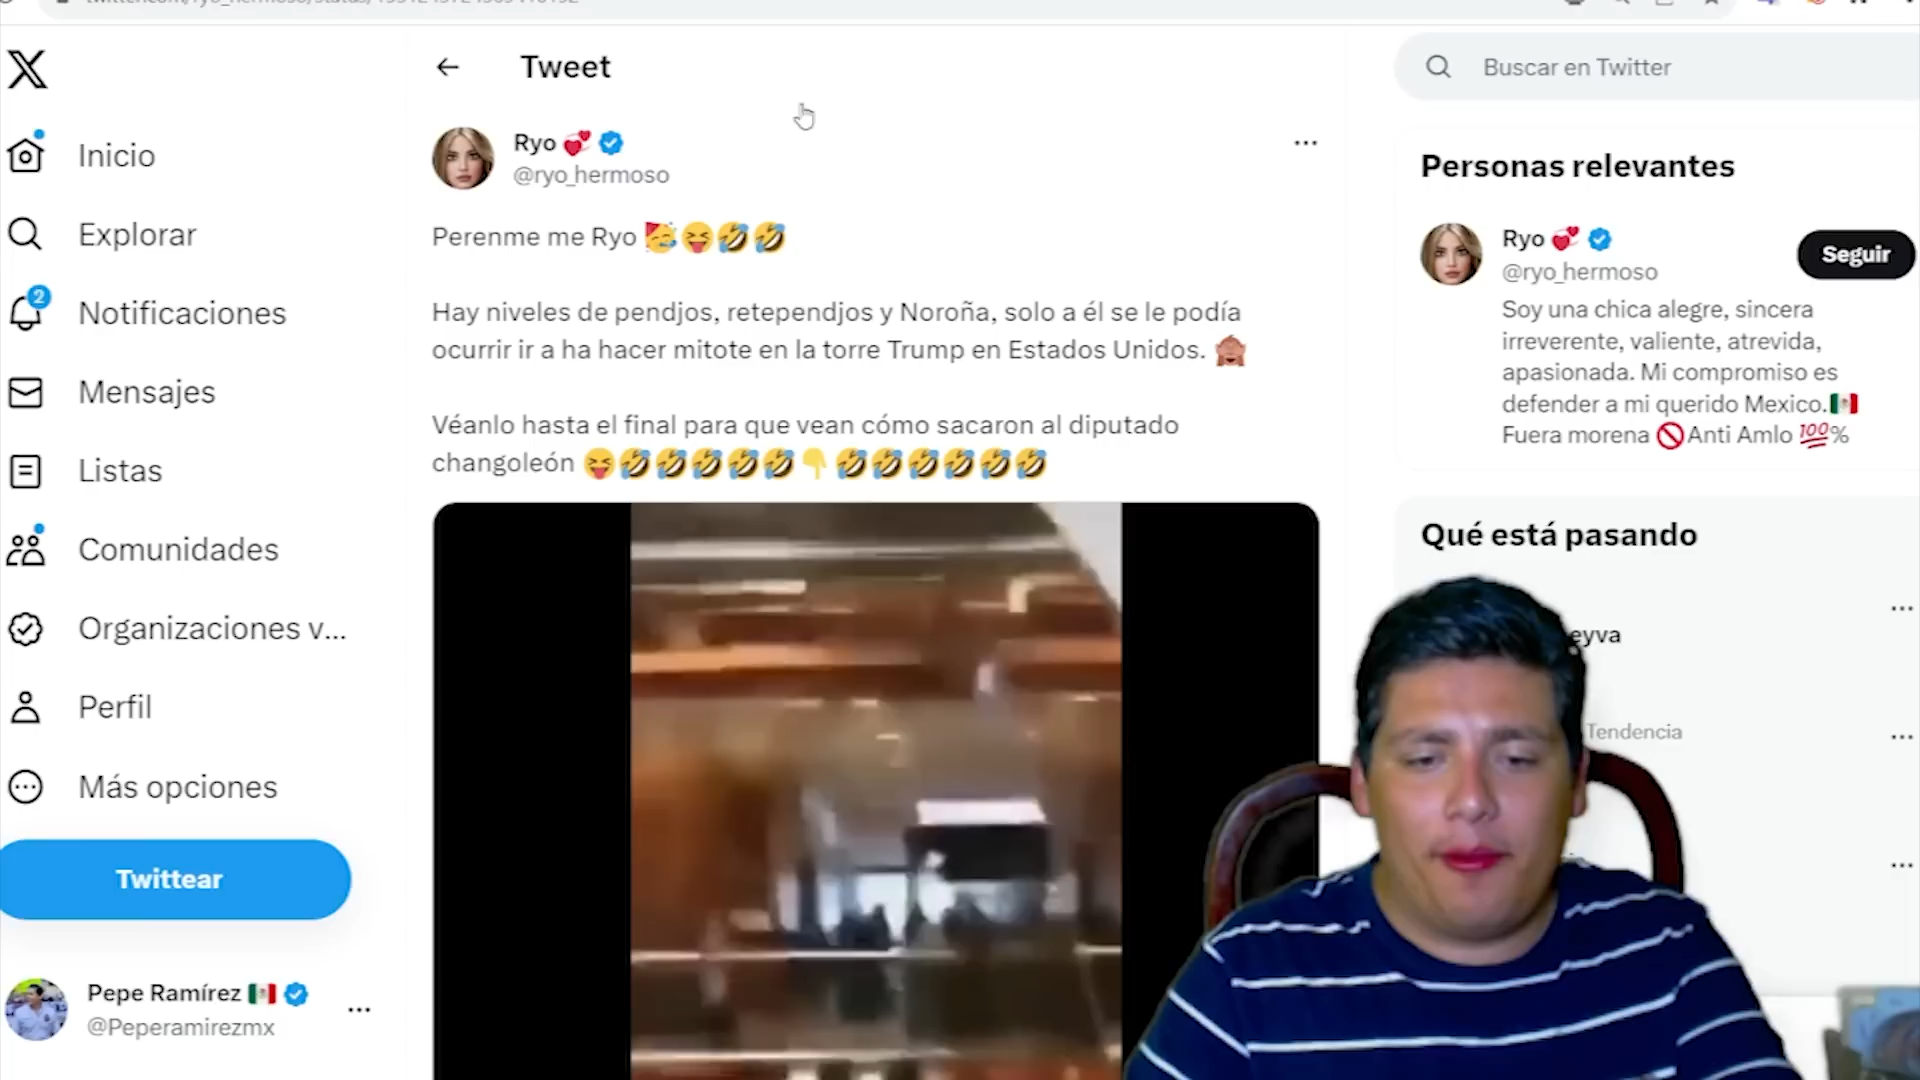 Tweet
Buscar en Twitter
Inicio
Explorar
2
Notificaciones
Mensajes
Listas
Comunidades
Organizaciones v...
Perfil
Más opciones
Twittear
Pepe Ramírez
@Peperamirezmx
Ryo
@ryo_hermoso
Perenme me Ryo
Hay niveles de pendjos, retependjos y Noroña, solo a él se le podía
ocurrir ir a ha hacer mitote en la torre Trump en Estados Unidos.
Véanlo hasta el final para que vean cómo sacaron al diputado
changoleón
Personas relevantes
Ryo
@ryo_hermoso
Seguir
Soy una chica alegre, sincera
irreverente, valiente, atrevida,
apasionada. Mi compromiso es
defender a mi querido Mexico.
Fuera morena 🚫Anti Amlo 💯%
Qué está pasando
eyva
Tendencia